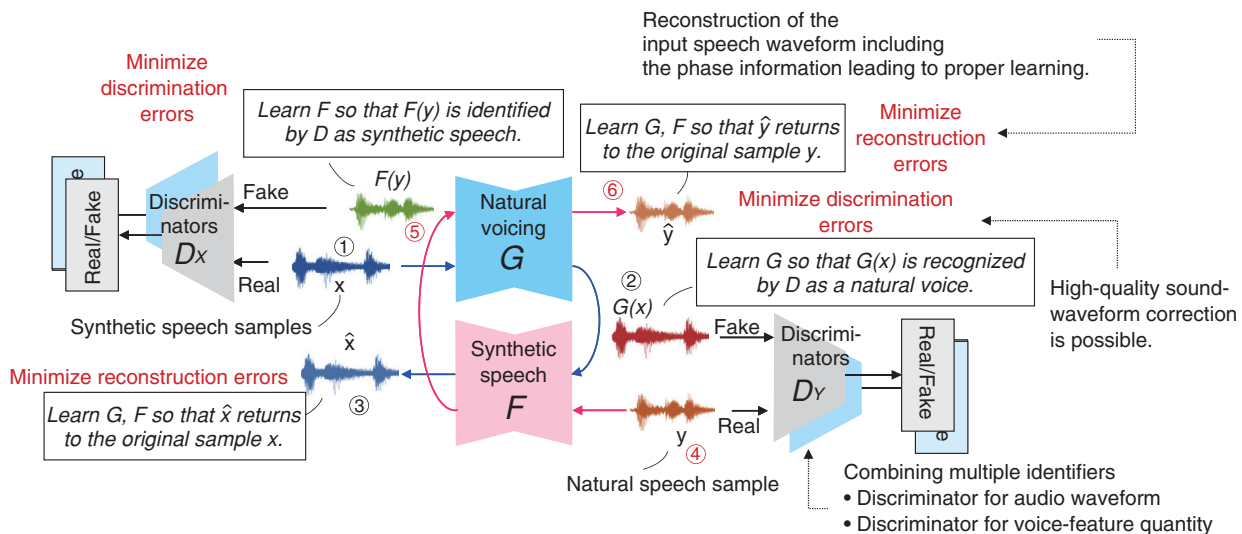 Reconstruction of the
input speech waveform including
the phase information leading to proper learning.
Minimize
discrimination
errors
Learn F so that F(y) is identified
by D as synthetic speech.
Learn G, F so that ŷ returns
to the original sample y.
Minimize
reconstruction
errors
Real/Fake
Discrimi-
nators
DX
Fake
F(y)
⑤
Natural
voicing
G
⑥
ŷ
Minimize discrimination
errors
①
Real
x
Synthetic speech samples
②
G(x)
Learn G so that G(x) is recognized
by D as a natural voice.
High-quality sound-
waveform correction
is possible.
x̂
Minimize reconstruction errors
③
Learn G, F so that x̂ returns
to the original sample x.
Synthetic
speech
F
Fake
Discrimi-
nators
DY
Real/Fake
Real
y
④
Natural speech sample
Combining multiple identifiers
• Discriminator for audio waveform
• Discriminator for voice-feature quantity